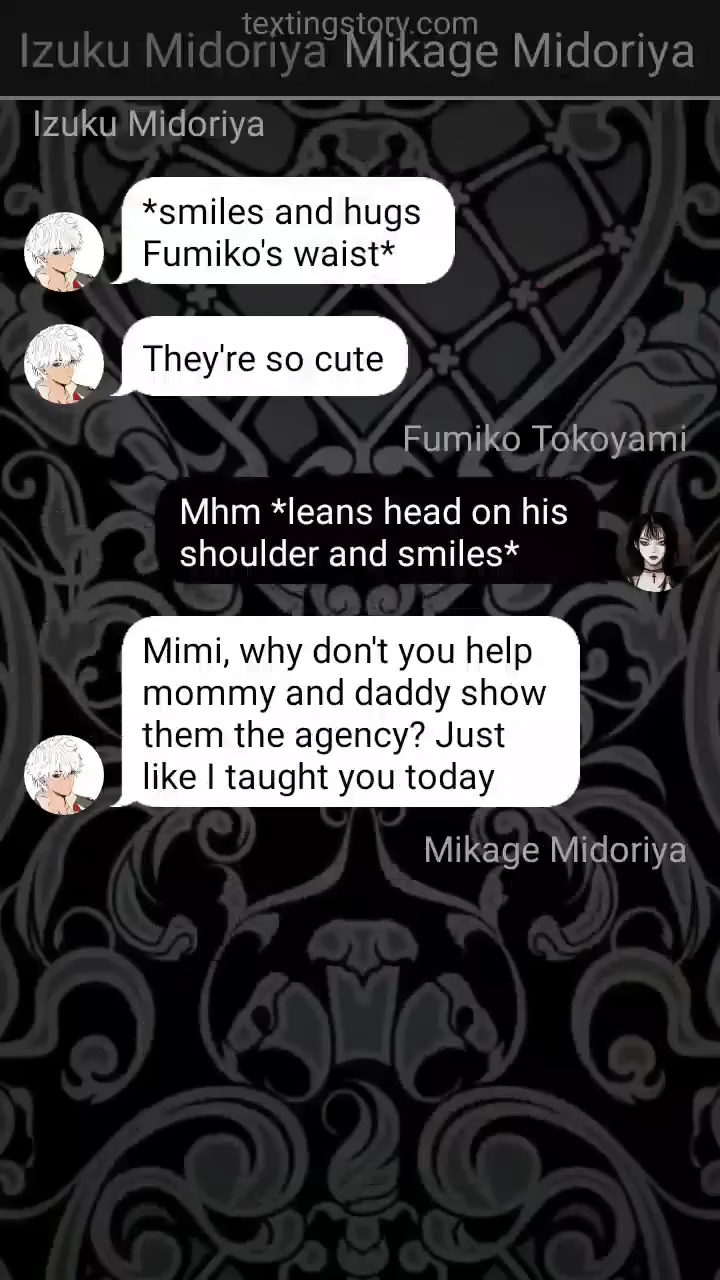 textingstory.com
Izuku Midoriya Mikage Midoriya
Izuku Midoriya
*smiles and hugs
Fumiko's waist*
They're so cute
Fumiko Tokoyami
Mhm *leans head on his
shoulder and smiles*
Mimi, why don't you help
mommy and daddy show
them the agency? Just
like I taught you today
Mikage Midoriya